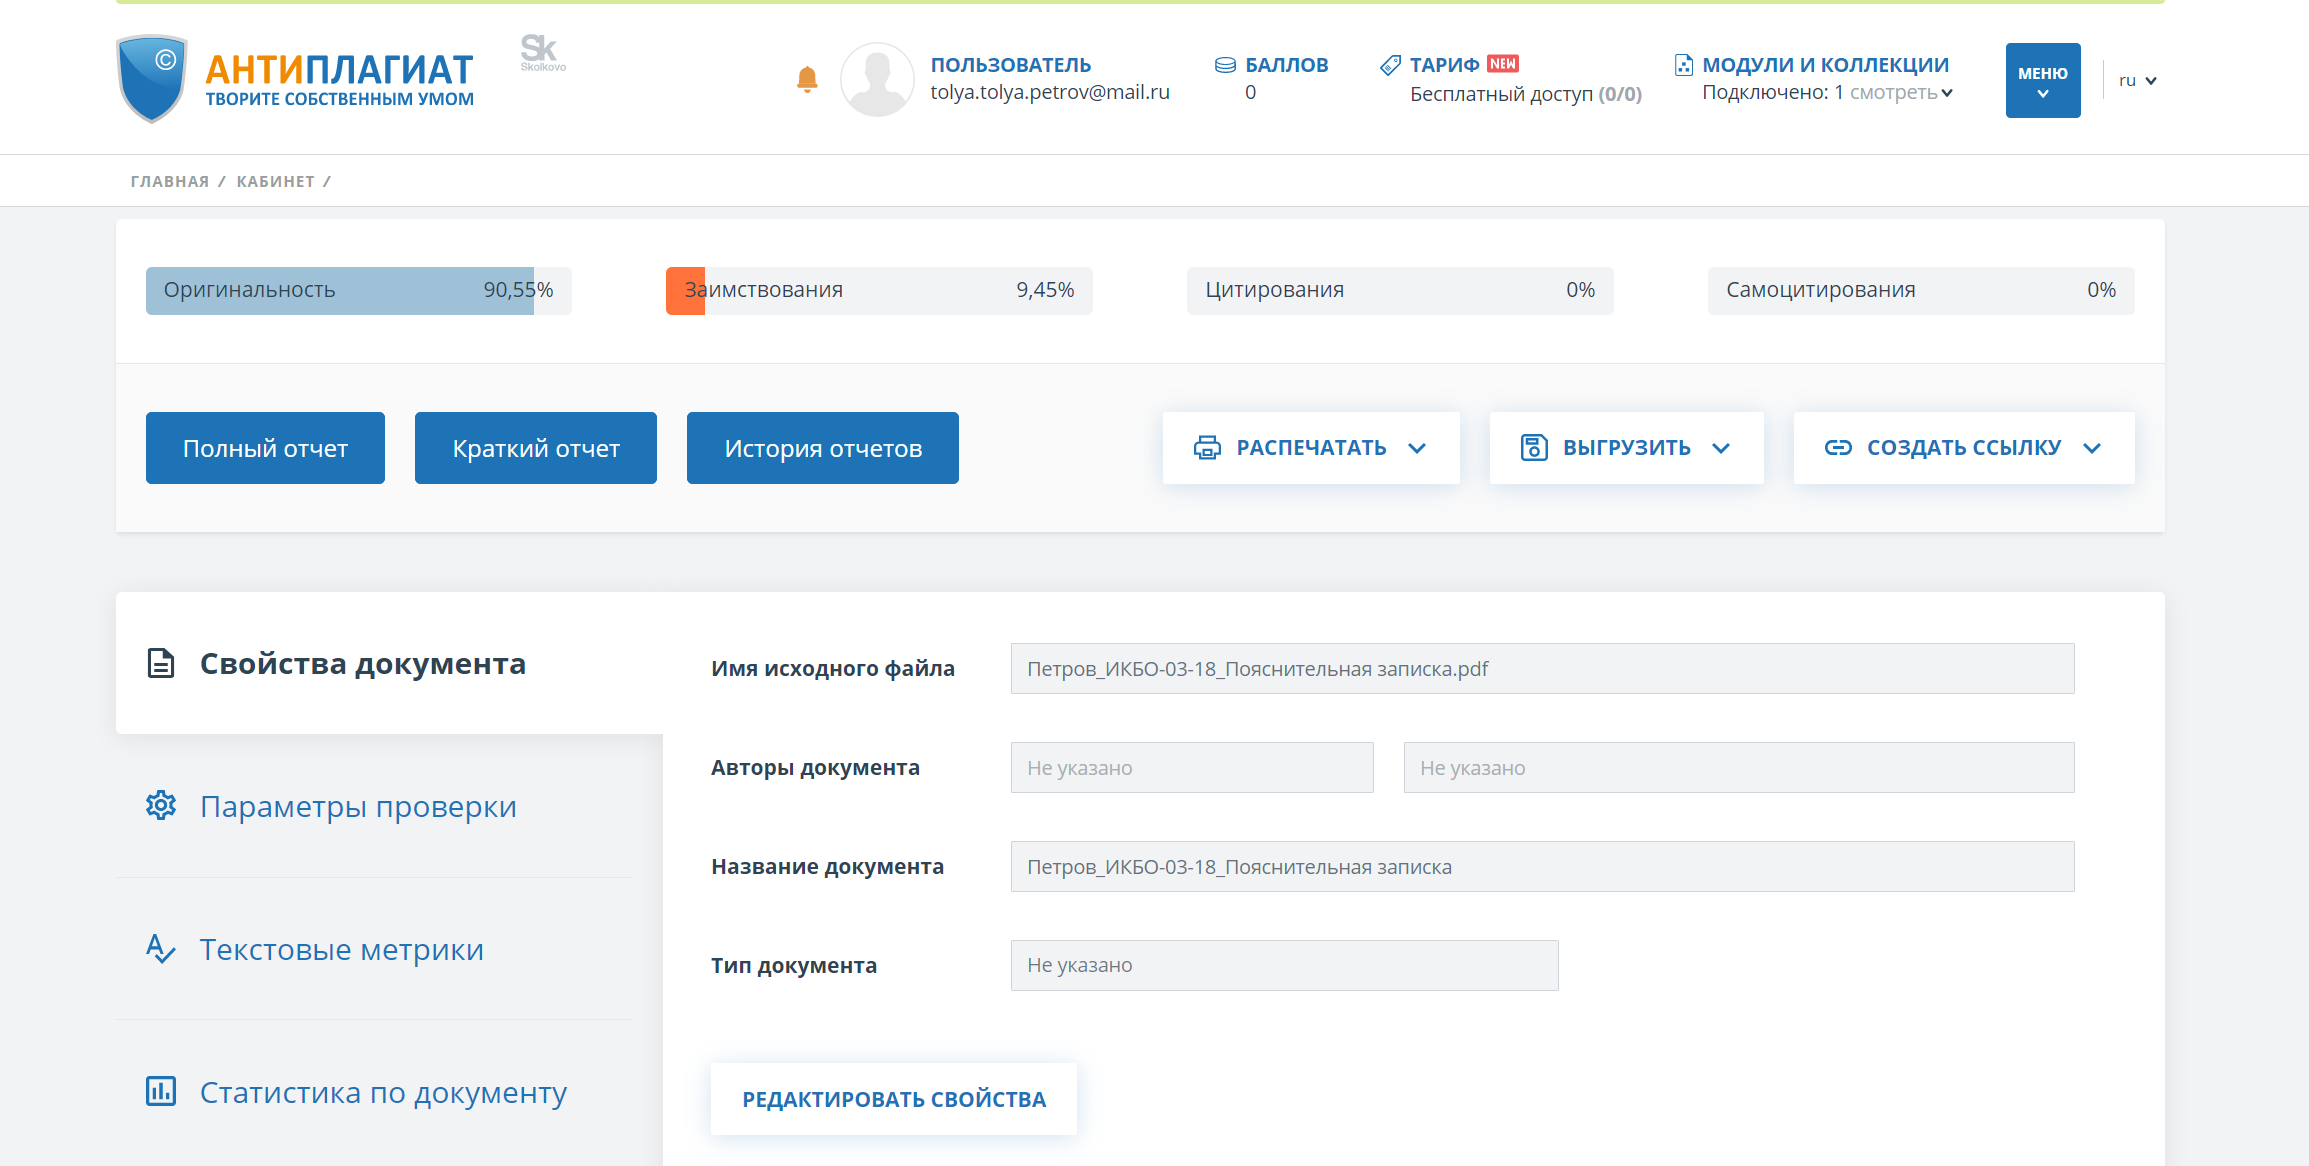 АНТИПЛАГИАТ
ТВОРИТЕ СОБСТВЕННЫМ УМОМ
Sk
Skolkovo
ПОЛЬЗОВАТЕЛЬ
tolya.tolya.petrov@mail.ru
БАЛЛОВ
0
ТАРИФ NEW
Бесплатный доступ (0/0)
МОДУЛИ И КОЛЛЕКЦИИ
Подключено: 1 смотреть
МЕНЮ
ru
ГЛАВНАЯ / КАБИНЕТ /
Оригинальность 90,55%
Заимствования 9,45%
Цитирования 0%
Самоцитирования 0%
Полный отчет
Краткий отчет
История отчетов
РАСПЕЧАТАТЬ
ВЫГРУЗИТЬ
СОЗДАТЬ ССЫЛКУ
Свойства документа
Параметры проверки
Текстовые метрики
Статистика по документу
Имя исходного файла Петров_ИКБО-03-18_Пояснительная записка.pdf
Авторы документа Не указано Не указано
Название документа Петров_ИКБО-03-18_Пояснительная записка
Тип документа Не указано
РЕДАКТИРОВАТЬ СВОЙСТВА